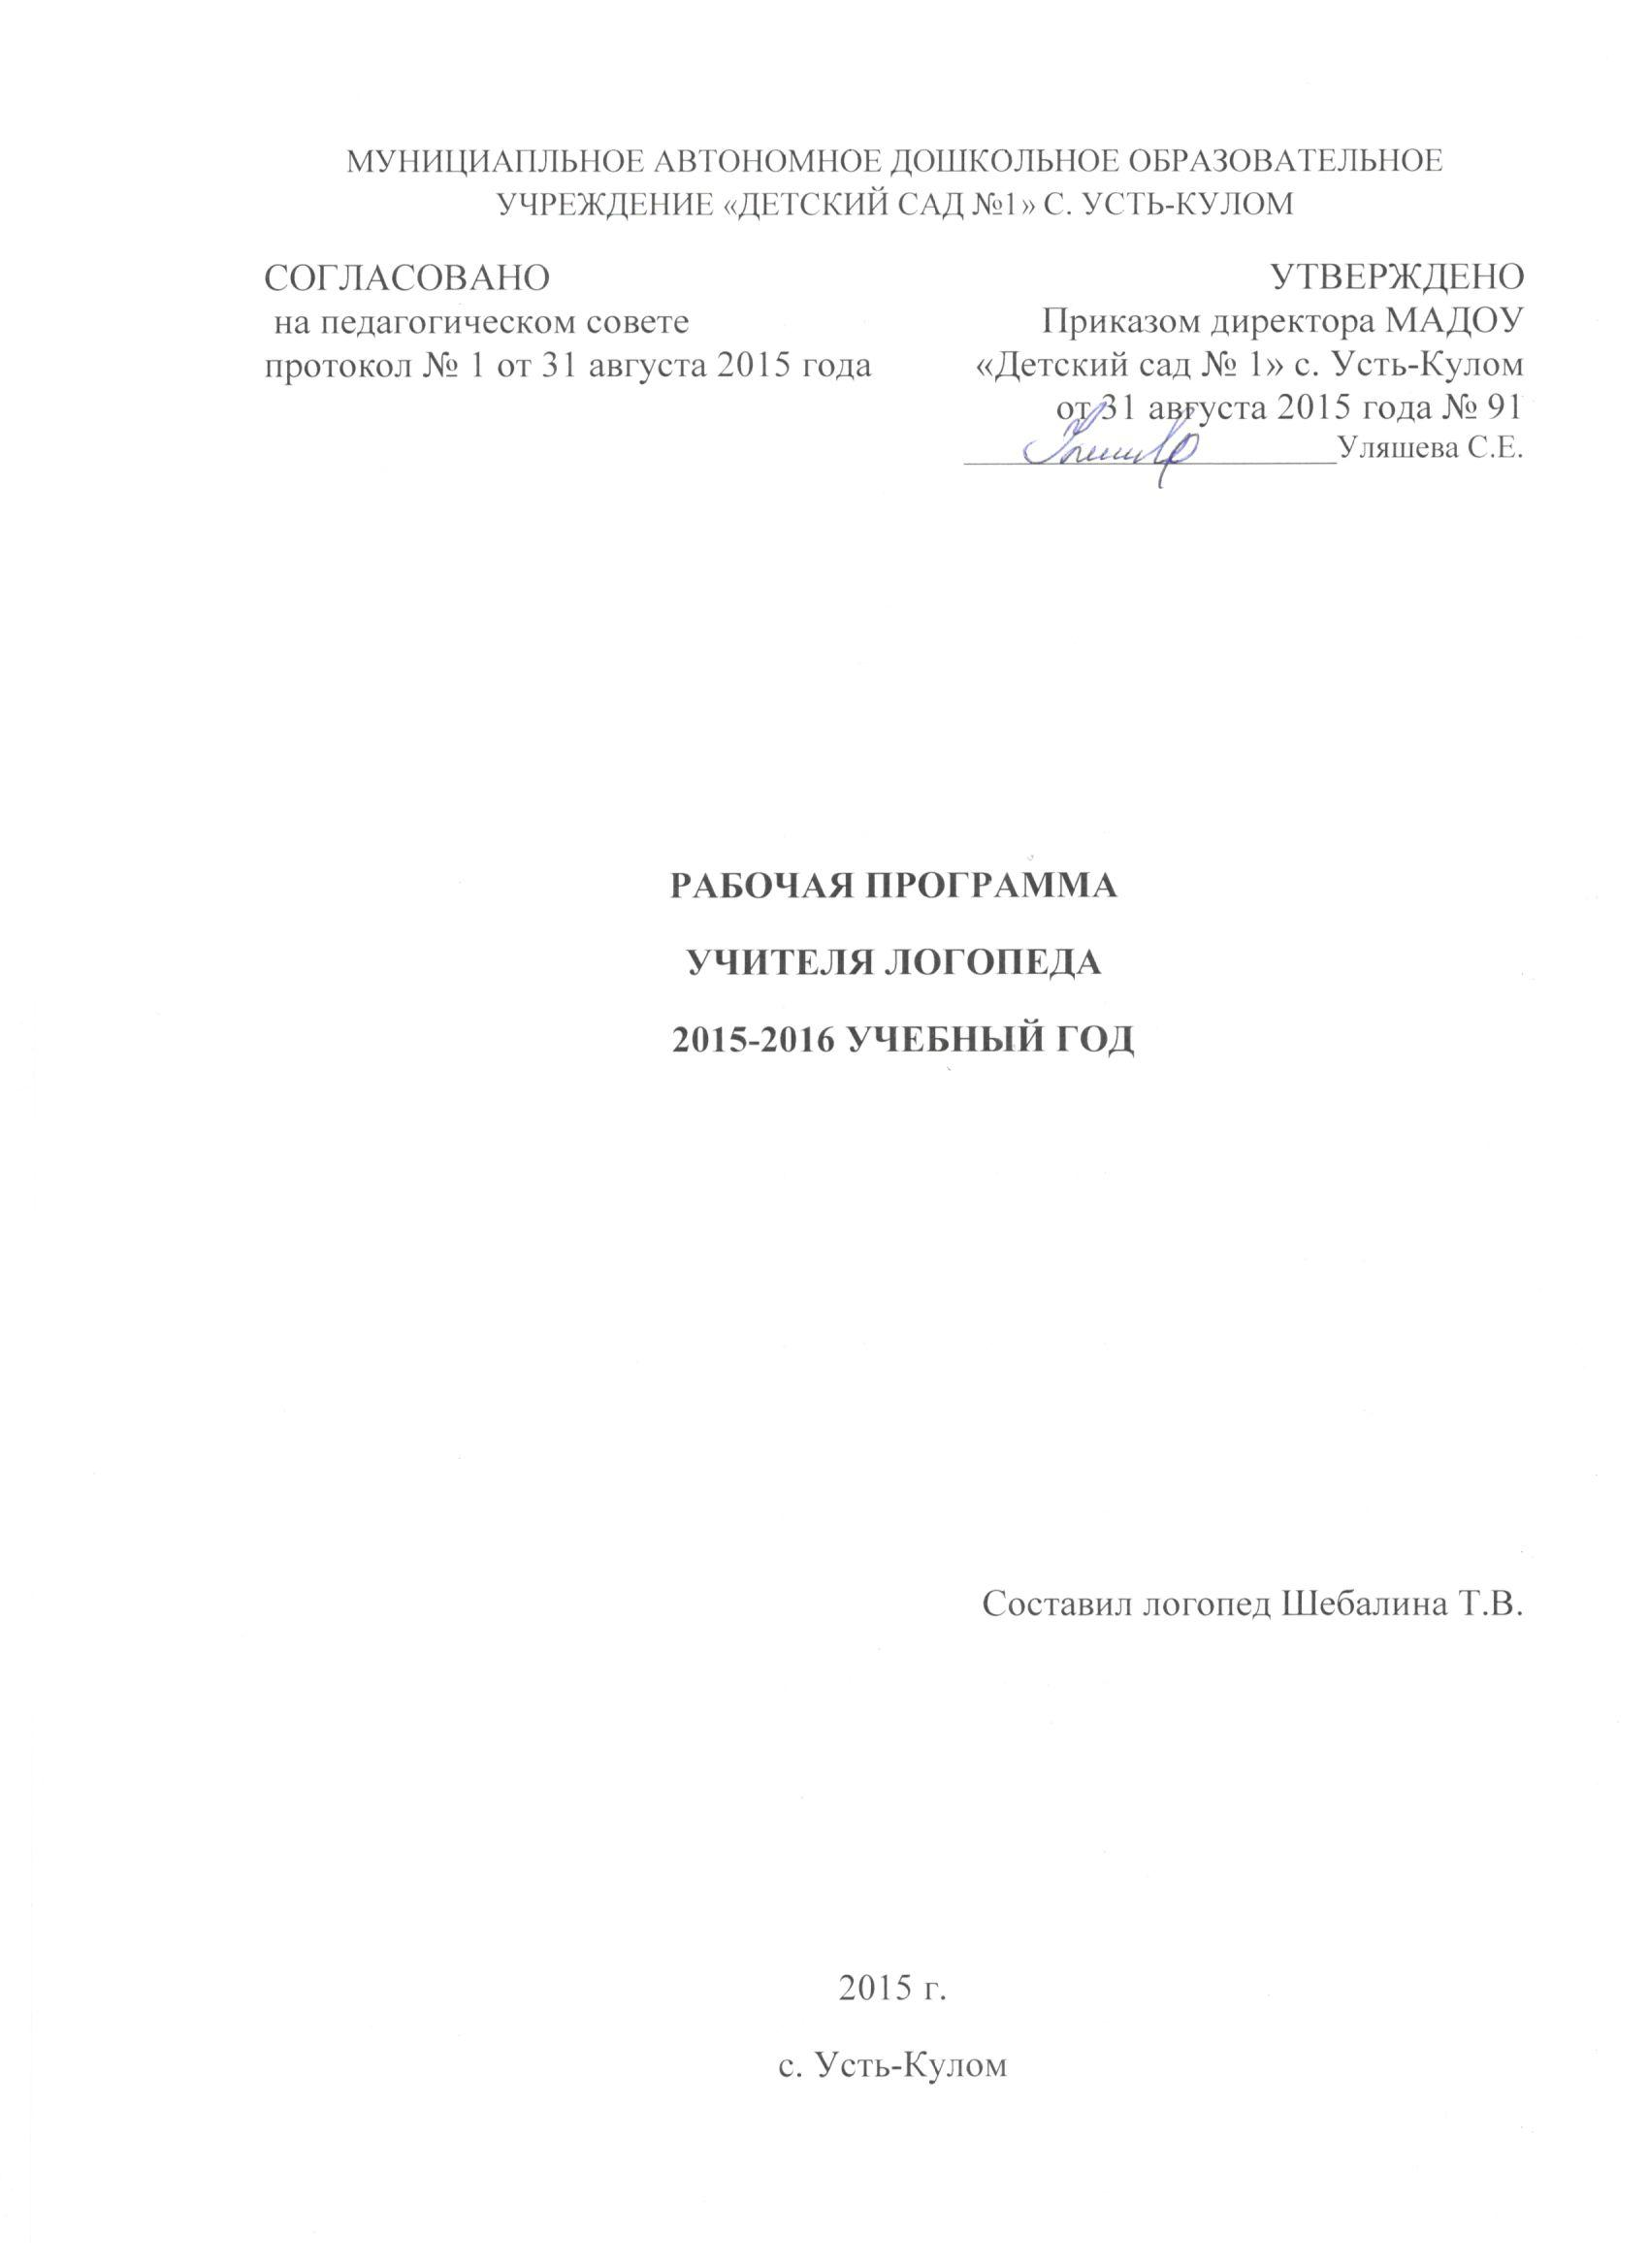 МУНИЦИАПЛЬНОЕ АВТОНОМНОЕ ДОШКОЛЬНОЕ ОБРАЗОВАТЕЛЬНОЕ
УЧРЕЖДЕНИЕ «ДЕТСКИЙ САД №1» С. УСТЬ-КУЛОМ
СОГЛАСОВАНО
на педагогическом совете
протокол № 1 от 31 августа 2015 года
УТВЕРЖДЕНО
Приказом директора МАДОУ
«Детский сад № 1» с. Усть-Кулом
от 31 августа 2015 года № 91
Уляшева С.Е.
РАБОЧАЯ ПРОГРАММА
УЧИТЕЛЯ ЛОГОПЕДА
2015-2016 УЧЕБНЫЙ ГОД
Составил логопед Шебалина Т.В.
2015 г.
с. Усть-Кулом